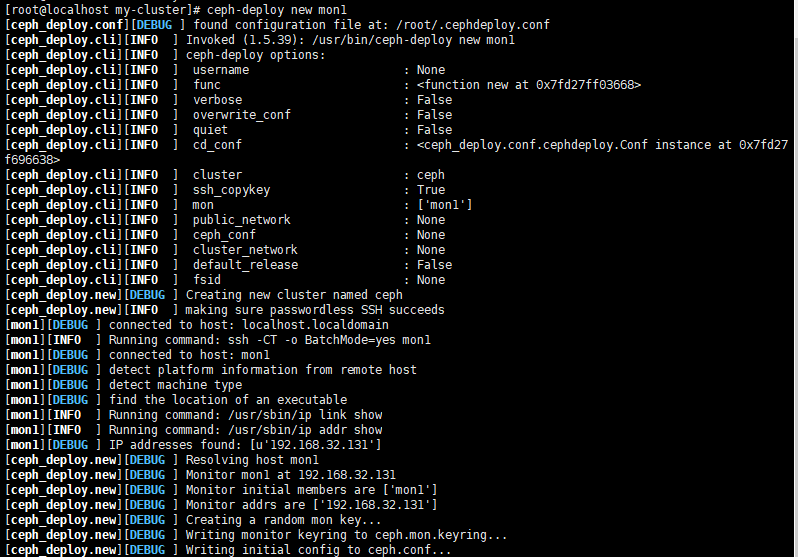 [root@localhost my-cluster]# ceph-deploy new mon1
[ceph_deploy.conf][DEBUG ] found configuration file at: /root/.cephdeploy.conf
[ceph_deploy.cli][INFO  ] Invoked (1.5.39): /usr/bin/ceph-deploy new mon1
[ceph_deploy.cli][INFO  ] ceph-deploy options:
[ceph_deploy.cli][INFO  ]  username                      : None
[ceph_deploy.cli][INFO  ]  func                          : <function new at 0x7fd27ff03668>
[ceph_deploy.cli][INFO  ]  verbose                       : False
[ceph_deploy.cli][INFO  ]  overwrite_conf                : False
[ceph_deploy.cli][INFO  ]  quiet                         : False
[ceph_deploy.cli][INFO  ]  cd_conf                       : <ceph_deploy.conf.cephdeploy.Conf instance at 0x7fd27
f696638>
[ceph_deploy.cli][INFO  ]  cluster                       : ceph
[ceph_deploy.cli][INFO  ]  ssh_copykey                   : True
[ceph_deploy.cli][INFO  ]  mon                           : ['mon1']
[ceph_deploy.cli][INFO  ]  public_network                : None
[ceph_deploy.cli][INFO  ]  ceph_conf                     : None
[ceph_deploy.cli][INFO  ]  cluster_network               : None
[ceph_deploy.cli][INFO  ]  default_release               : False
[ceph_deploy.cli][INFO  ]  fsid                          : None
[ceph_deploy.new][DEBUG ] Creating new cluster named ceph
[ceph_deploy.new][INFO  ] making sure passwordless SSH succeeds
[mon1][DEBUG ] connected to host: localhost.localdomain
[mon1][INFO  ] Running command: ssh -CT -o BatchMode=yes mon1
[mon1][DEBUG ] connected to host: mon1
[mon1][DEBUG ] detect platform information from remote host
[mon1][DEBUG ] detect machine type
[mon1][DEBUG ] find the location of an executable
[mon1][INFO  ] Running command: /usr/sbin/ip link show
[mon1][INFO  ] Running command: /usr/sbin/ip addr show
[mon1][DEBUG ] IP addresses found: [u'192.168.32.131']
[ceph_deploy.new][DEBUG ] Resolving host mon1
[ceph_deploy.new][DEBUG ] Monitor mon1 at 192.168.32.131
[ceph_deploy.new][DEBUG ] Monitor initial members are ['mon1']
[ceph_deploy.new][DEBUG ] Monitor addrs are ['192.168.32.131']
[ceph_deploy.new][DEBUG ] Creating a random mon key...
[ceph_deploy.new][DEBUG ] Writing monitor keyring to ceph.mon.keyring...
[ceph_deploy.new][DEBUG ] Writing initial config to ceph.conf...